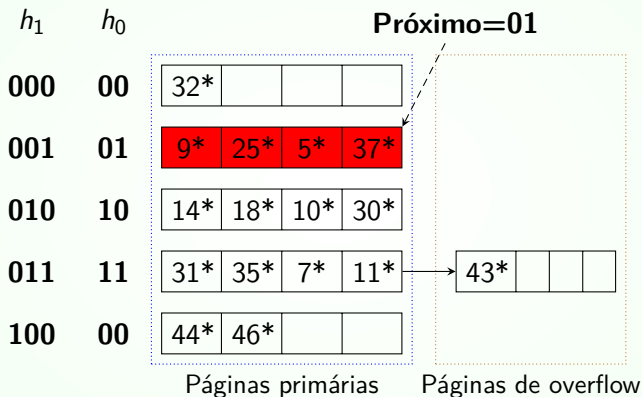 h₁ h₀ Próximo=01
000 00 32*
001 01 9* 25* 5* 37*
010 10 14* 18* 10* 30*
011 11 31* 35* 7* 11* 43*
100 00 44* 46*
Páginas primárias Páginas de overflow